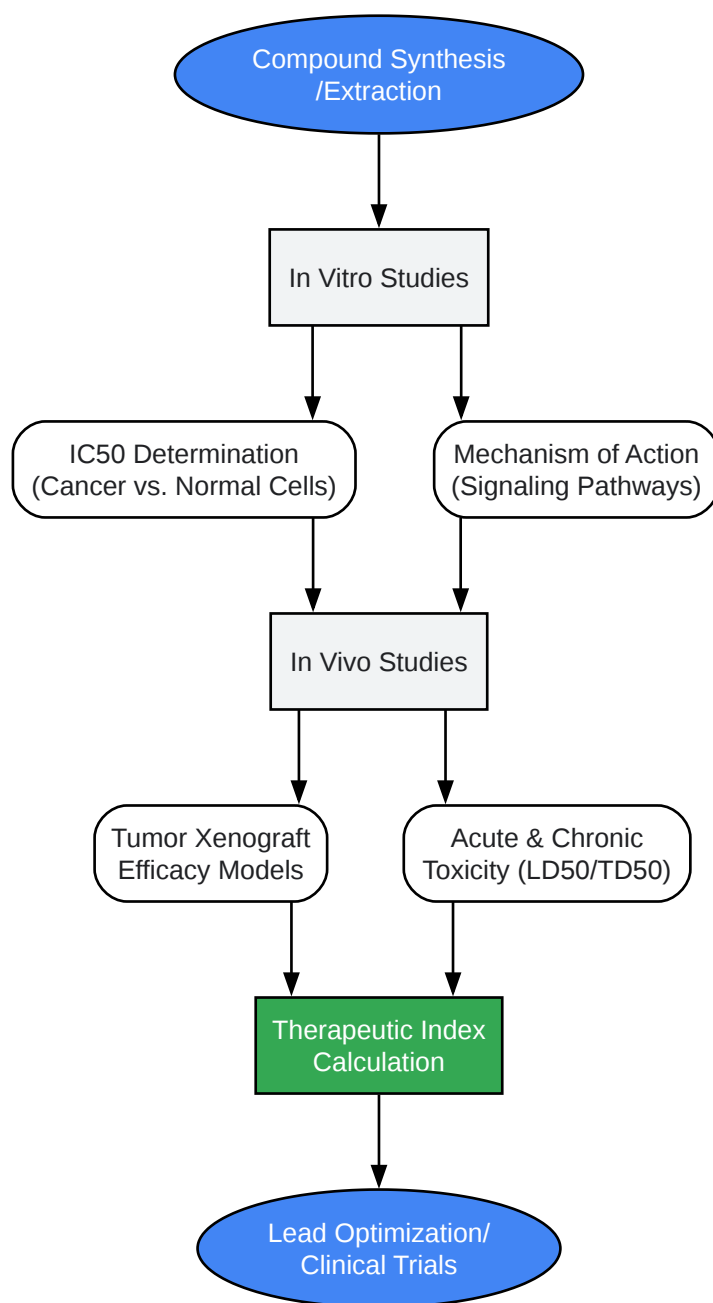 Compound Synthesis
/Extraction
In Vitro Studies
IC50 Determination
(Cancer vs. Normal Cells)
Mechanism of Action
(Signaling Pathways)
In Vivo Studies
Tumor Xenograft
Efficacy Models
Acute & Chronic
Toxicity (LD50/TD50)
Therapeutic Index
Calculation
Lead Optimization/
Clinical Trials